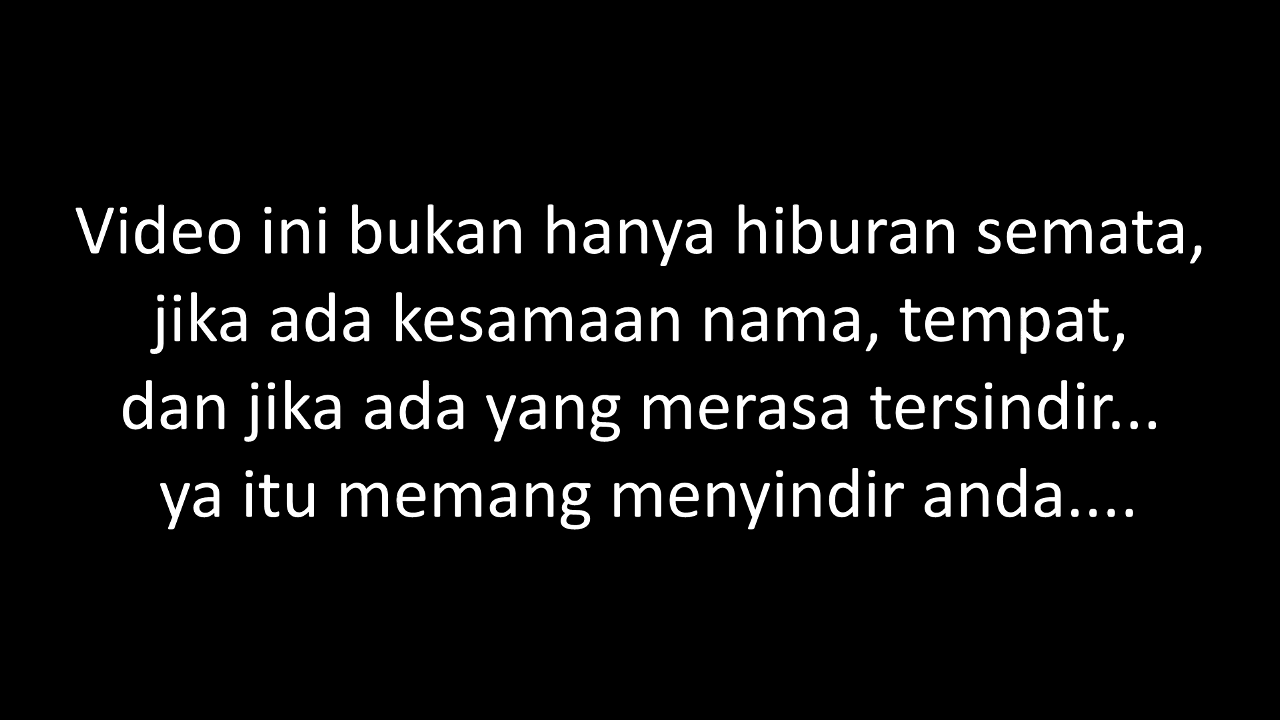 Video ini bukan hanya hiburan semata,
jika ada kesamaan nama, tempat,
dan jika ada yang merasa tersindir...
ya itu memang menyindir anda....